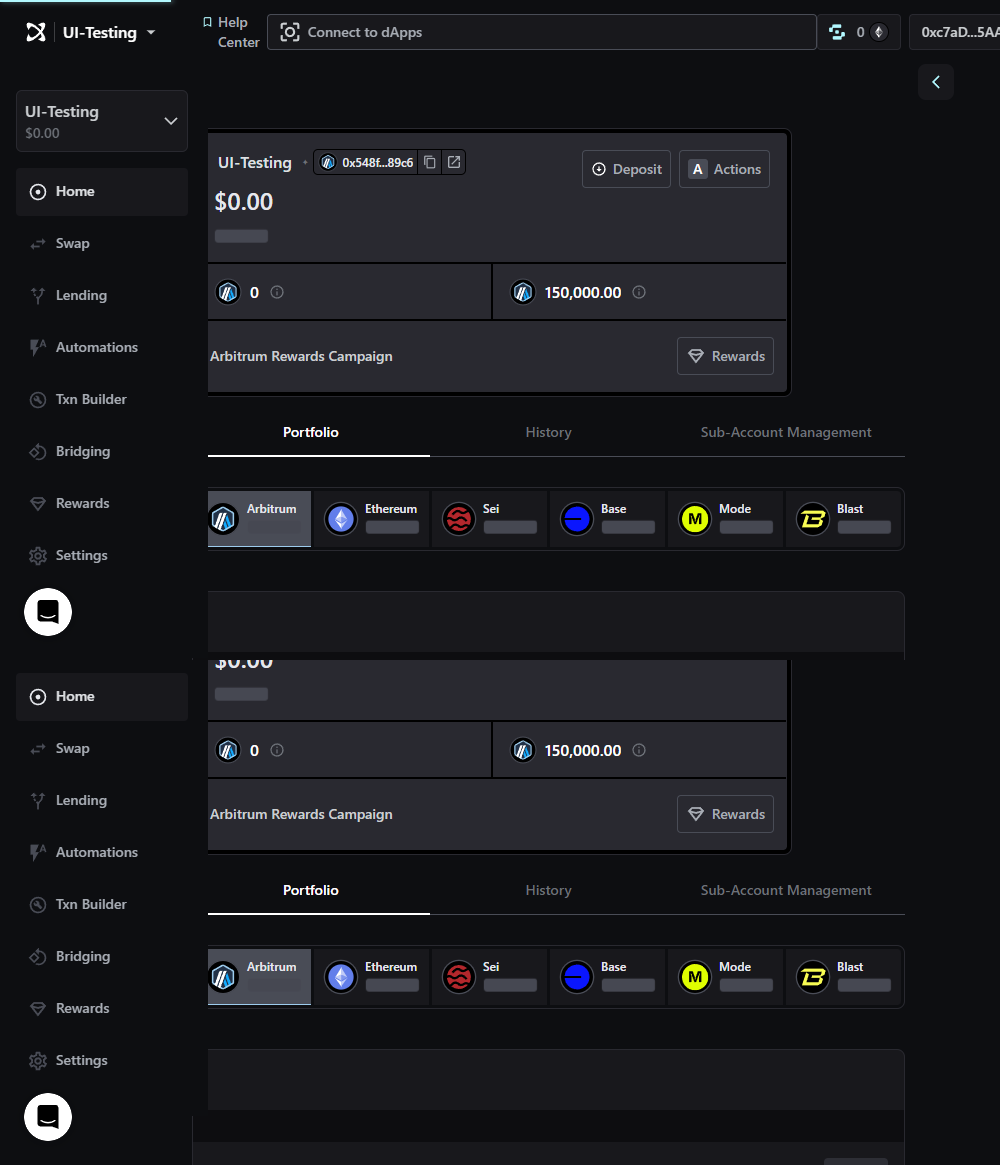 UI-Testing
Help
Center
Connect to dApps
0
0xc7aD...5AA
UI-Testing
$0.00
Home
Swap
Lending
Automations
Txn Builder
Bridging
Rewards
Settings
UI-Testing
0x548f...89c6
Deposit
A Actions
$0.00
0
150,000.00
Arbitrum Rewards Campaign
Rewards
Portfolio
History
Sub-Account Management
Arbitrum
Ethereum
Sei
Base
M Mode
Blast
$0.00
Home
Swap
Lending
Automations
Txn Builder
Bridging
Rewards
Settings
0
150,000.00
Arbitrum Rewards Campaign
Rewards
Portfolio
History
Sub-Account Management
Arbitrum
Ethereum
Sei
Base
M Mode
Blast